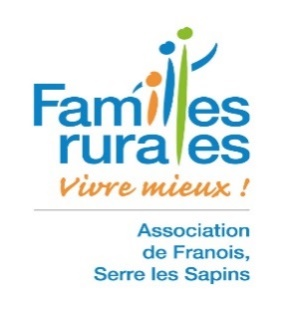 Familles
rurales
Vivre mieux !
Association
de Franois,
Serre les Sapins